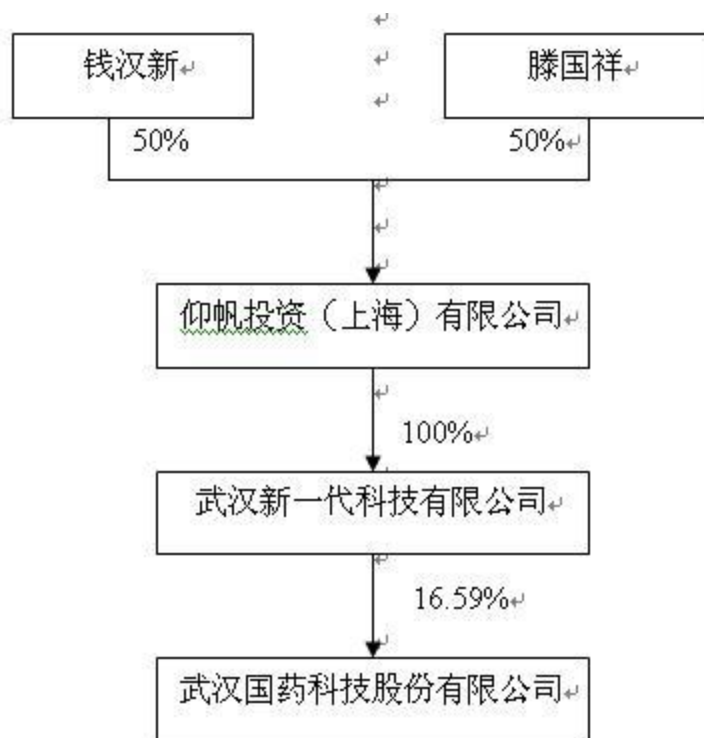 钱汉新
滕国祥
50%
50%
仰帆投资（上海）有限公司
100%
武汉新一代科技有限公司
16.59%
武汉国药科技股份有限公司